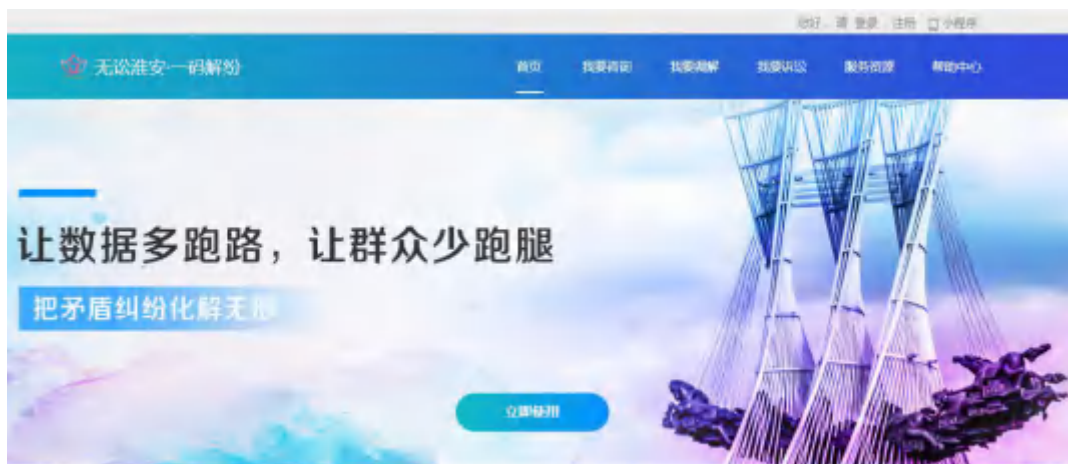 您好，请 登录 注册 小程序
无讼淮安·一码解纷
首页 我要咨询 我要调解 我要诉讼 服务资源 帮助中心
让数据多跑路，让群众少跑腿
把矛盾纠纷化解无
立即使用